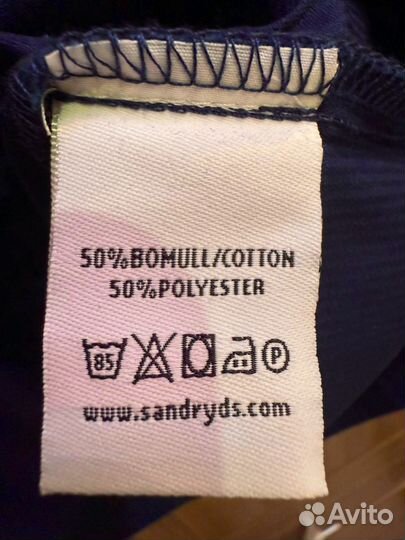 50%BOMULL/COTTON
50%POLYESTER
85 P
www.sandryds.com
Avito